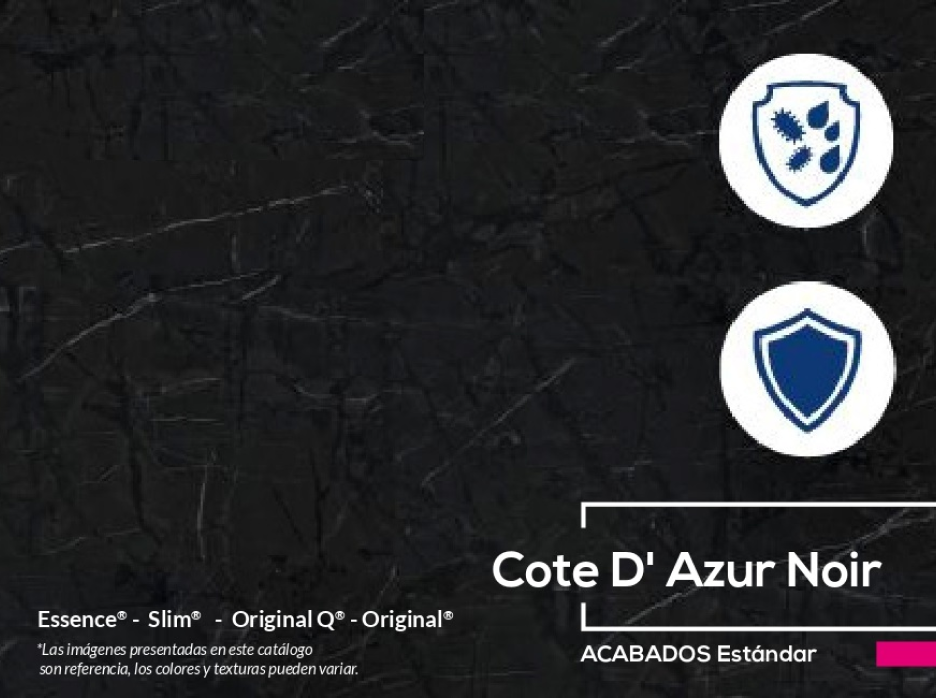 Cote D' Azur Noir
Essence® - Slim® - Original Q® - Original®
ACABADOS Estándar
*Las imágenes presentadas en este catálogo
son referencia, los colores y texturas pueden variar.